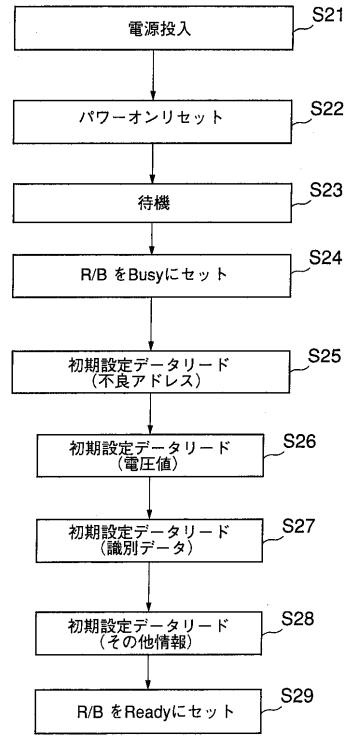 S21
電源投入
S22
パワーオンリセット
S23
待機
S24
R/B をBusyにセット
S25
初期設定データリード
(不良アドレス)
S26
初期設定データリード
(電圧値)
S27
初期設定データリード
(識別データ)
S28
初期設定データリード
(その他情報)
S29
R/B をReadyにセット